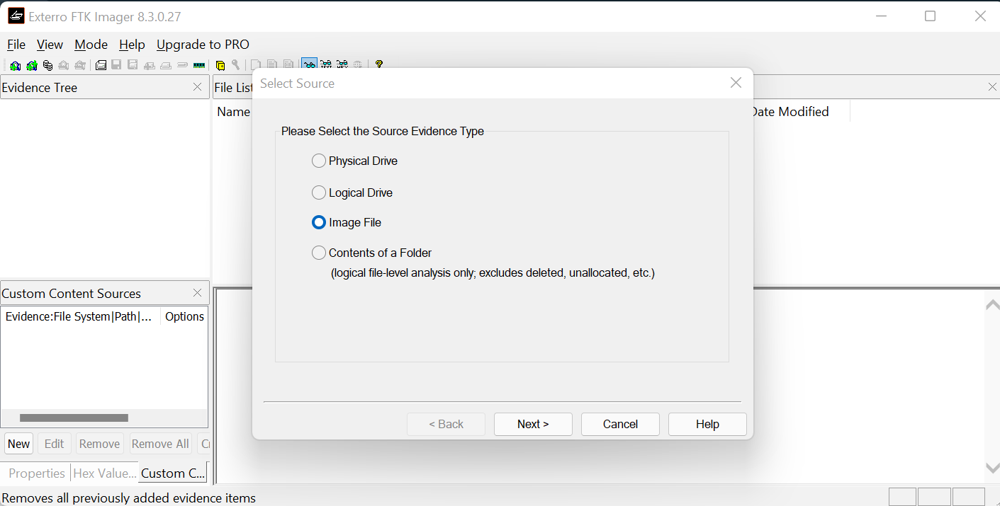 Exterro FTK Imager 8.3.0.27
File View Mode Help Upgrade to PRO
Evidence Tree
File List
Select Source
Name
Date Modified
Please Select the Source Evidence Type
Physical Drive
Logical Drive
Image File
Contents of a Folder
(logical file-level analysis only; excludes deleted, unallocated, etc.)
Custom Content Sources
Evidence:File System|Path|... Options
< Back Next > Cancel Help
New Edit Remove Remove All
Properties Hex Value... Custom C...
Removes all previously added evidence items